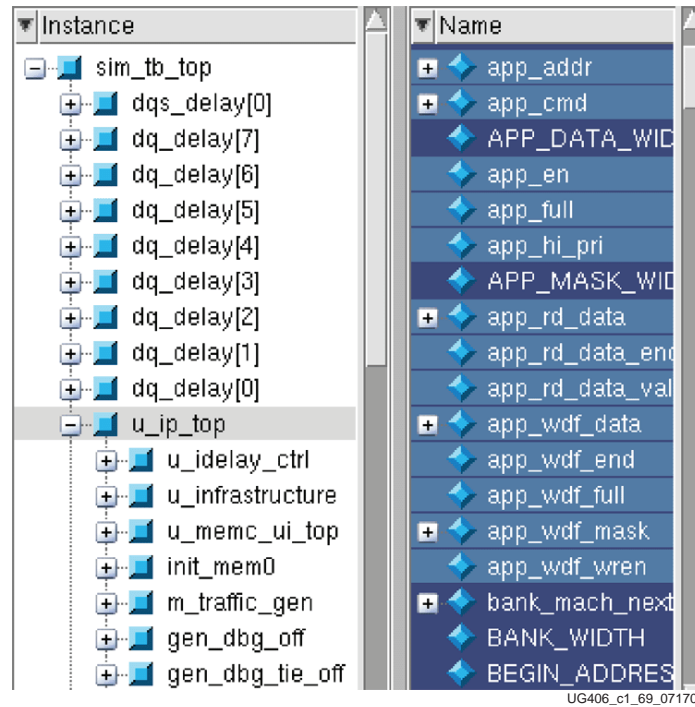 Instance
sim_tb_top
dqs_delay[0]
dq_delay[7]
dq_delay[6]
dq_delay[5]
dq_delay[4]
dq_delay[3]
dq_delay[2]
dq_delay[1]
dq_delay[0]
u_ip_top
u_idelay_ctrl
u_infrastructure
u_memc_ui_top
init_mem0
m_traffic_gen
gen_dbg_off
gen_dbg_tie_off
Name
app_addr
app_cmd
APP_DATA_WID
app_en
app_full
app_hi_pri
APP_MASK_WID
app_rd_data
app_rd_data_end
app_rd_data_val
app_wdf_data
app_wdf_end
app_wdf_full
app_wdf_mask
app_wdf_wren
bank_mach_next
BANK_WIDTH
BEGIN_ADDRES
UG406_c1_69_07170